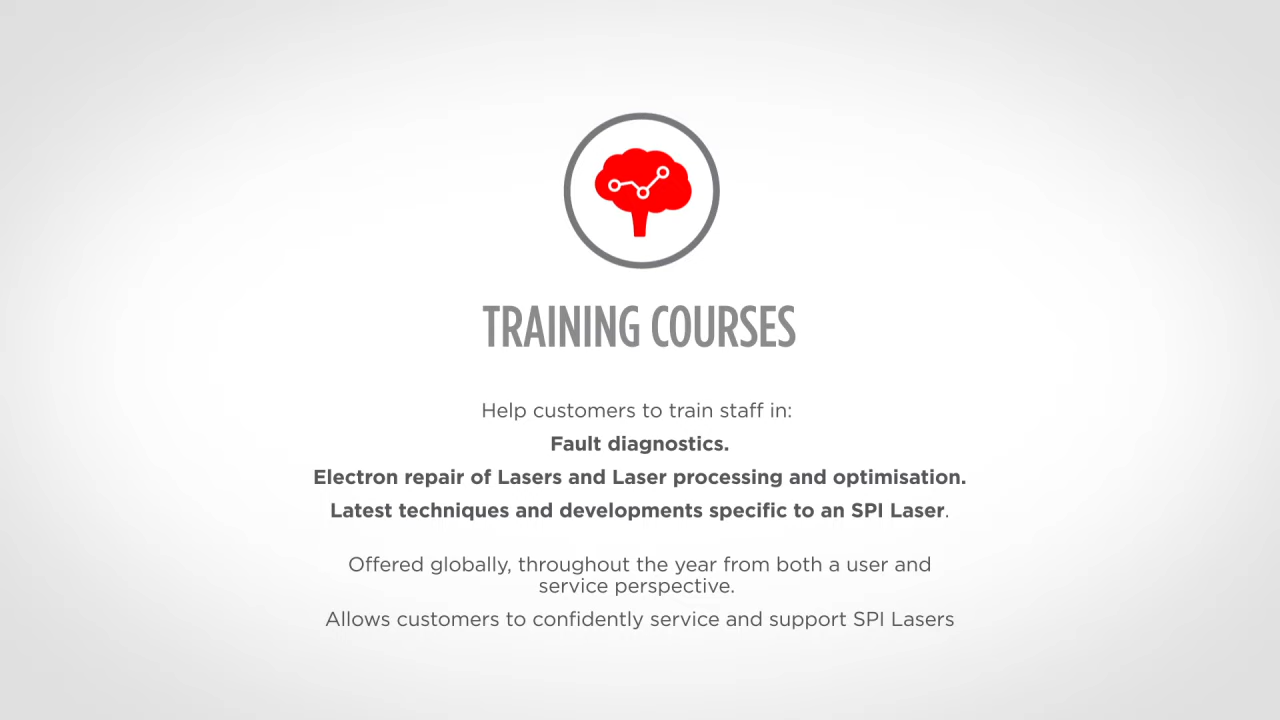 TRAINING COURSES
Help customers to train staff in:
Fault diagnostics.
Electron repair of Lasers and Laser processing and optimisation.
Latest techniques and developments specific to an SPI Laser.
Offered globally, throughout the year from both a user and
service perspective.
Allows customers to confidently service and support SPI Lasers